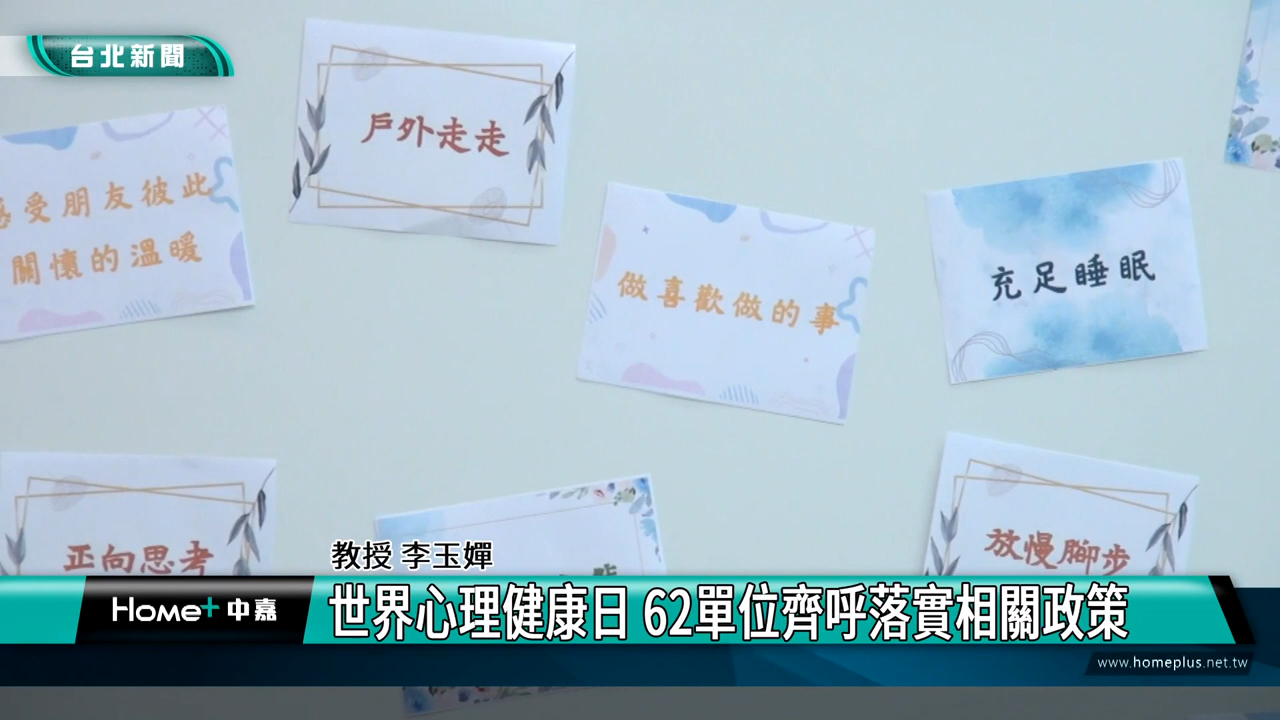 台北新聞
戶外走走
感受朋友彼此
關懷的溫暖
做喜歡做的事
充足睡眠
正向思考
放慢腳步
教授 李玉嬋
Home+中嘉
世界心理健康日 62單位齊呼落實相關政策
www.homeplus.net.tw